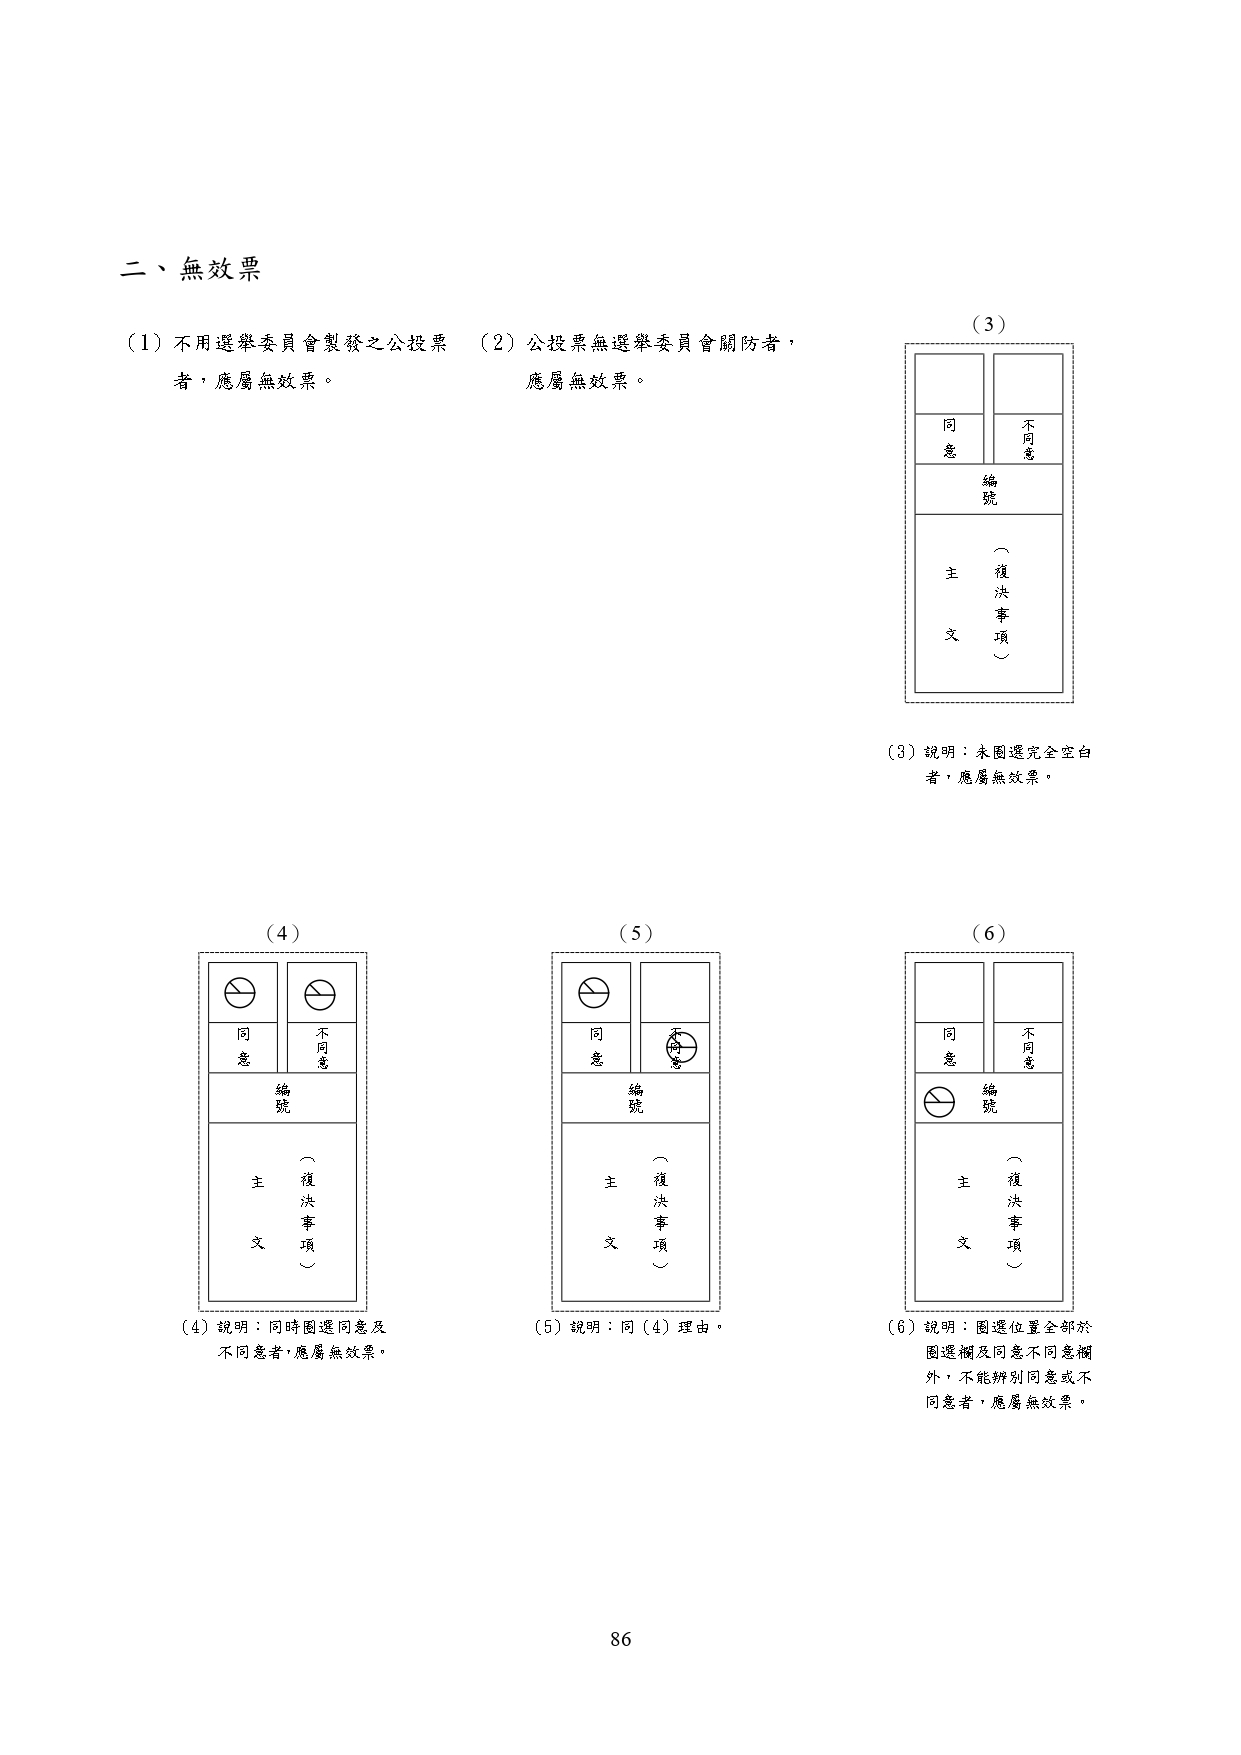 二、無效票
（1）不用選舉委員會製發之公投票
者，應屬無效票。
（2）公投票無選舉委員會關防者，
應屬無效票。
（3）
同意
不同意
編號
（複決事項）
主文
（3）說明：未圈選完全空白
者，應屬無效票。
（4）
同意
不同意
編號
（複決事項）
主文
（4）說明：同時圈選同意及
不同意者，應屬無效票。
（5）
同意
不同意
編號
（複決事項）
主文
（5）說明：同（4）理由。
（6）
同意
不同意
編號
（複決事項）
主文
（6）說明：圈選位置全部於
圈選欄及同意不同意欄
外，不能辨別同意或不
同意者，應屬無效票。
86